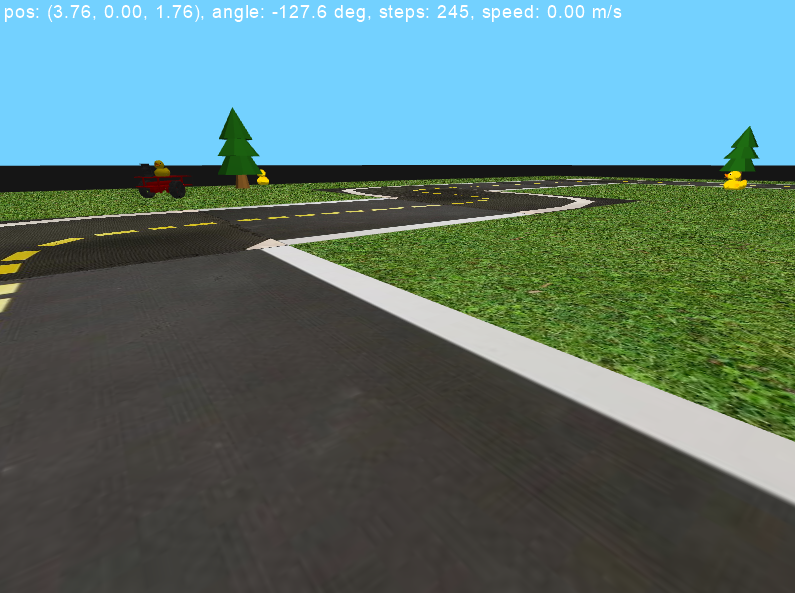 pos: (3.76, 0.00, 1.76), angle: -127.6 deg, steps: 245, speed: 0.00 m/s